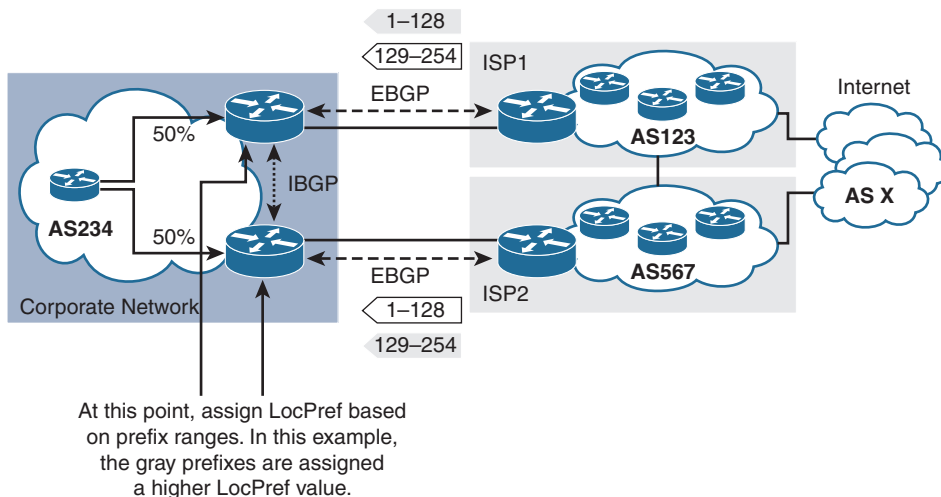 1–128
129–254
ISP1
EBGP
Internet
50%
AS123
IBGP
AS234
AS X
50%
AS567
EBGP
ISP2
Corporate Network
1–128
129–254
At this point, assign LocPref based
on prefix ranges. In this example,
the gray prefixes are assigned
a higher LocPref value.